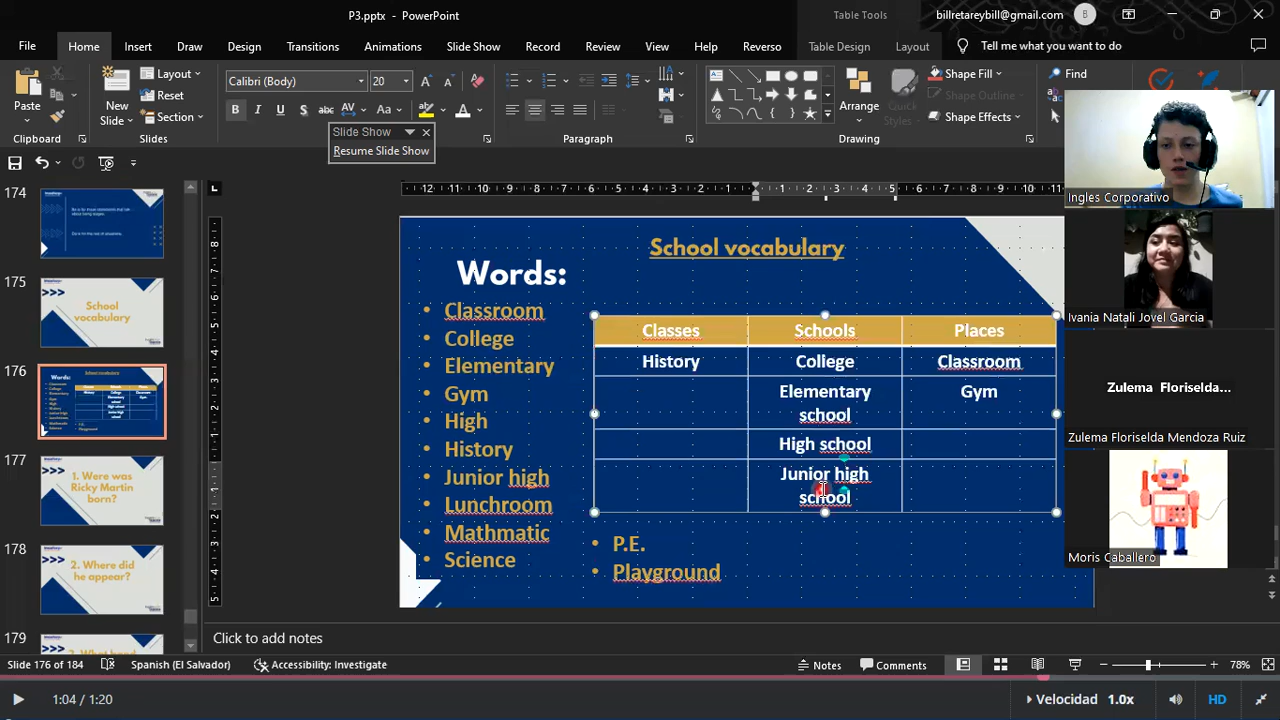 P3.pptx - PowerPoint
Table Tools
billretareybill@gmail.com
B
File Home Insert Draw Design Transitions Animations Slide Show Record Review View Help Reverso Table Design Layout Tell me what you want to do
Paste
Clipboard
New
Slide
Layout
Reset
Section
Slides
Calibri (Body) 20
B I U S abc AV Aa A
Slide Show
Resume Slide Show
Paragraph
Arrange
Quick
Styles
Shape Fill
Shape Outline
Shape Effects
Drawing
Find
Ingles Corporativo
Ivania Natali Jovel Garcia
Zulema Floriselda...
Zulema Floriselda Mendoza Ruiz
Moris Caballero
174
175
School
vocabulary
176
177
1. Were was
Ricky Martin
born?
178
2. Where did
he appear?
179
School vocabulary
Words:
• Classroom
• College
• Elementary
• Gym
• High
• History
• Junior high
• Lunchroom
• Mathmatic
• Science
• P.E.
• Playground
Classes Schools Places
History College Classroom
Elementary school Gym
High school
Junior high
school
Click to add notes
Slide 176 of 184 Spanish (El Salvador) Accessibility: Investigate Notes Comments 78%
1:04 / 1:20 Velocidad 1.0x HD